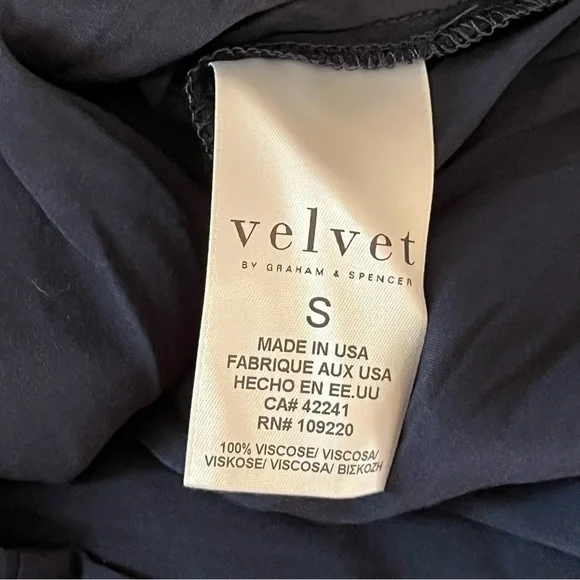 velvet
BY GRAHAM & SPENCER
S
MADE IN USA
FABRIQUE AUX USA
HECHO EN EE.UU
CA# 42241
RN# 109220
100% VISCOSE/ VISCOSA/
VISKOSE/ VISCOSA/ ΒΙΣΚΟΖΗ